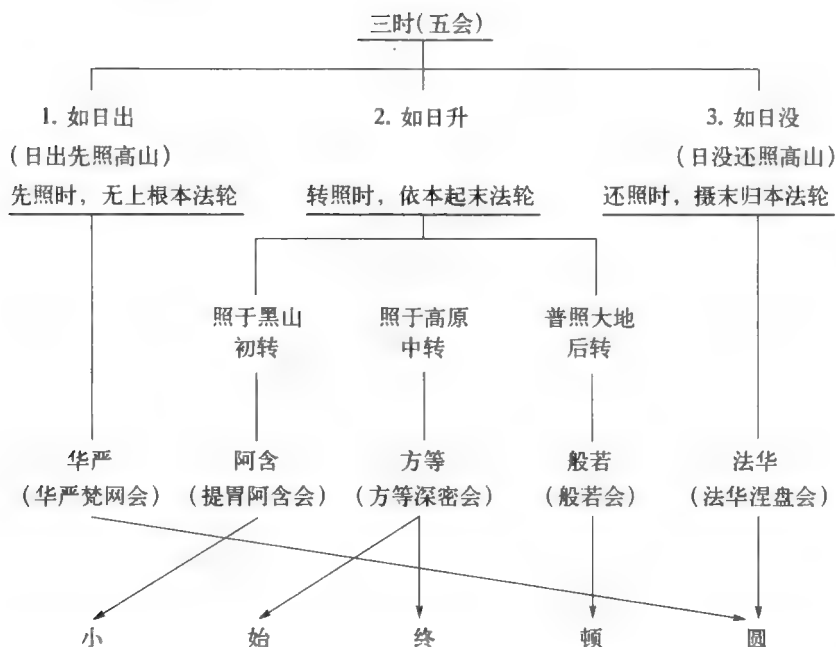 三时(五会)
1. 如日出 2. 如日升 3. 如日没
(日出先照高山) (日没还照高山)
先照时，无上根本法轮 转照时，依本起末法轮 还照时，摄末归本法轮
照于黑山 照于高原 普照大地
初转 中转 后转
华严 阿含 方等 般若 法华
(华严梵网会) (提胃阿含会) (方等深密会) (般若会) (法华涅盘会)
小 始 终 顿 圆